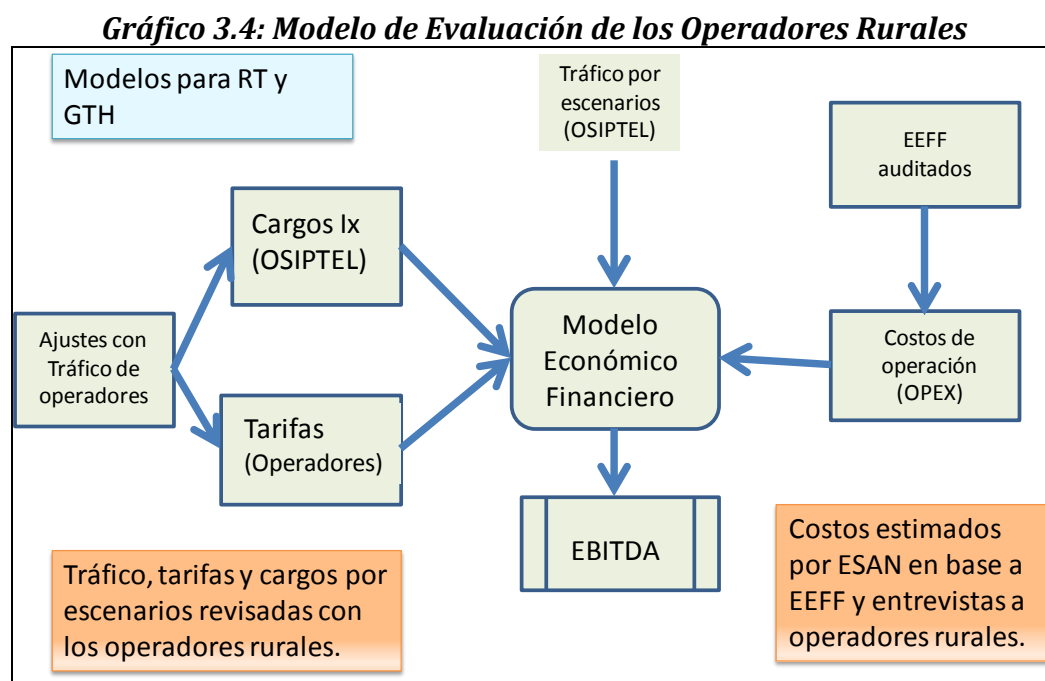 Gráfico 3.4: Modelo de Evaluación de los Operadores Rurales
Modelos para RT y
GTH
Tráfico por
escenarios
(OSIPTEL)
EEFF
auditados
Cargos Ix
(OSIPTEL)
Ajustes con
Tráfico de
operadores
Tarifas
(Operadores)
Modelo
Económico
Financiero
Costos de
operación
(OPEX)
EBITDA
Tráfico, tarifas y cargos por
escenarios revisadas con
los operadores rurales.
Costos estimados
por ESAN en base a
EEFF y entrevistas a
operadores rurales.